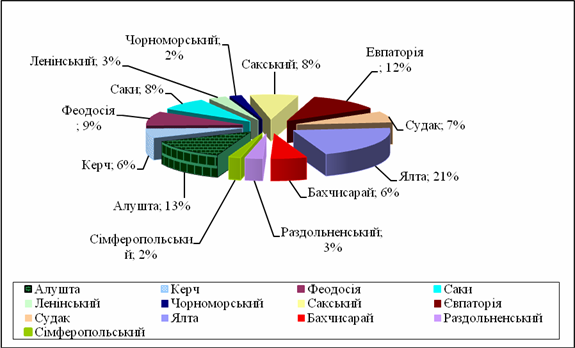 Чорноморський;
2%
Ленінський; 3%
Сакський; 8%
Евпаторія
; 12%
Саки; 8%
Феодосія
; 9%
Судак; 7%
Керч; 6%
Ялта; 21%
Бахчисарай; 6%
Алушта; 13%
Раздольненський;
3%
Сімферопольськи
й; 2%
Алушта Керч Феодосія Саки
Ленінський Чорноморський Сакський Євпаторія
Судак Ялта Бахчисарай Раздольненський
Сімферопольський